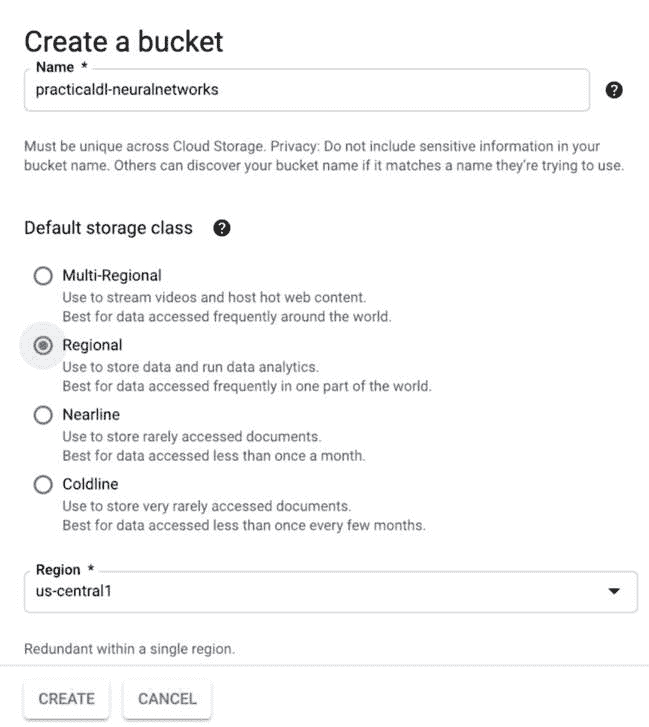 Create a bucket
Name *
practicaldl-neuralnetworks
?
Must be unique across Cloud Storage. Privacy: Do not include sensitive information in your
bucket name. Others can discover your bucket name if it matches a name they're trying to use.
Default storage class ?
Multi-Regional
Use to stream videos and host hot web content.
Best for data accessed frequently around the world.
Regional
Use to store data and run data analytics.
Best for data accessed frequently in one part of the world.
Nearline
Use to store rarely accessed documents.
Best for data accessed less than once a month.
Coldline
Use to store very rarely accessed documents.
Best for data accessed less than once every few months.
Region *
us-central1
Redundant within a single region.
CREATE CANCEL